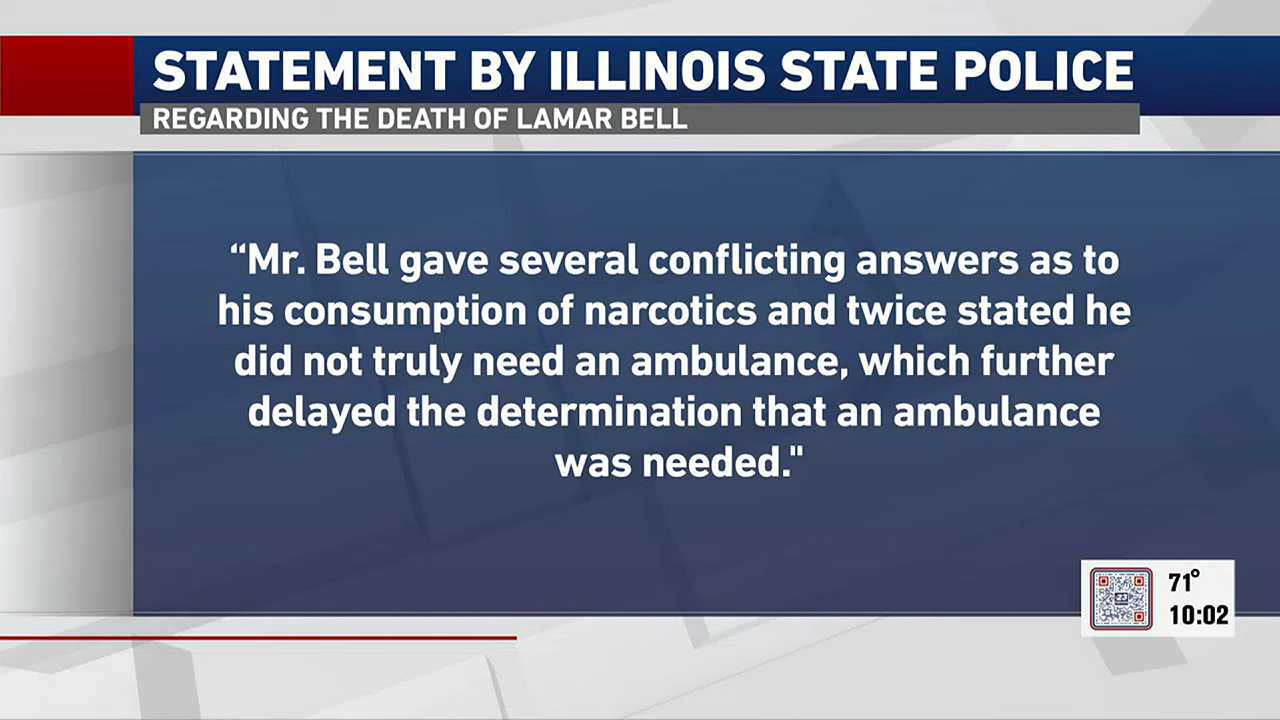 STATEMENT BY ILLINOIS STATE POLICE
REGARDING THE DEATH OF LAMAR BELL
“Mr. Bell gave several conflicting answers as to
his consumption of narcotics and twice stated he
did not truly need an ambulance, which further
delayed the determination that an ambulance
was needed."
71°
10:02